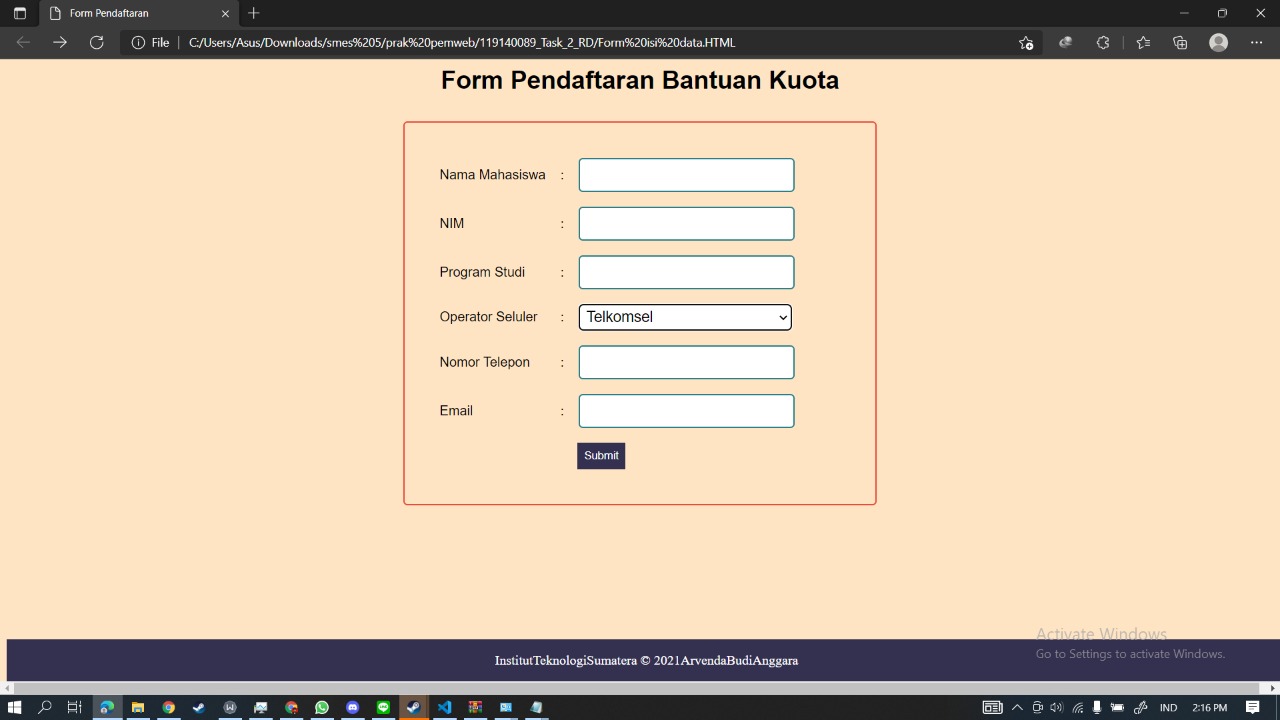 Form Pendaftaran
File
C:/Users/Asus/Downloads/smes%205/prak%20pemweb/119140089_Task_2_RD/Form%20isi%20data.HTML
Form Pendaftaran Bantuan Kuota
Nama Mahasiswa :
NIM :
Program Studi :
Operator Seluler : Telkomsel
Nomor Telepon :
Email :
Submit
Activate Windows
Go to Settings to activate Windows.
InstitutTeknologiSumatera © 2021ArvendaBudiAnggara
IND 2:16 PM